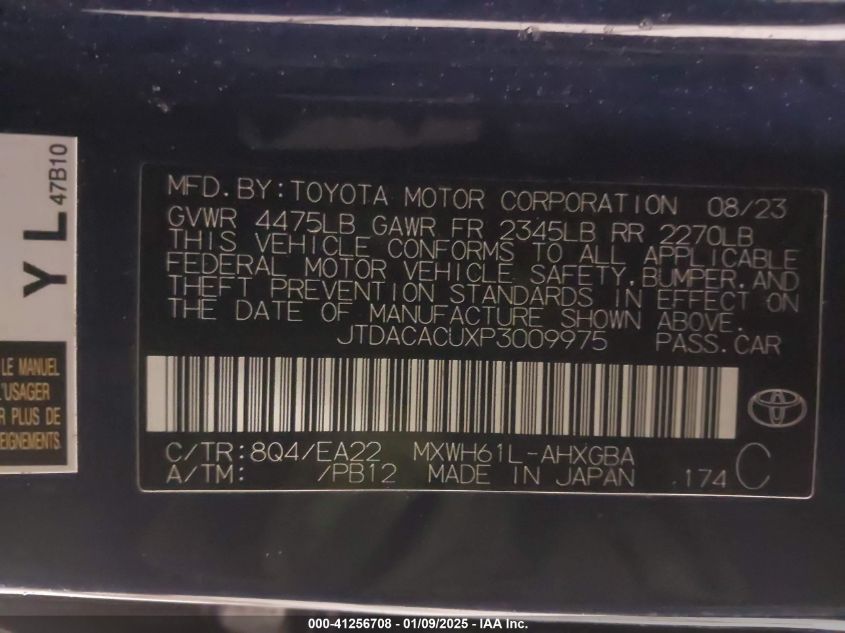 Y L 47B10
LE MANUEL
L'USAGER
R PLUS DE
EIGNEMENTS
MFD.BY:TOYOTA MOTOR CORPORATION 08/23
GVWR 4475LB GAWR FR 2345LB RR 2270LB
THIS VEHICLE CONFORMS TO ALL APPLICABLE
FEDERAL MOTOR VEHICLE SAFETY,BUMPER,AND
THEFT PREVENTION STANDARDS IN EFFECT ON
THE DATE OF MANUFACTURE SHOWN ABOVE.
JTDACACUXP3009975 PASS.CAR
C/TR:8Q4/EA22 MXWH61L-AHXGBA
A/TM: /PB12 MADE IN JAPAN .174 C
000-41256708 - 01/09/2025 - IAA Inc.